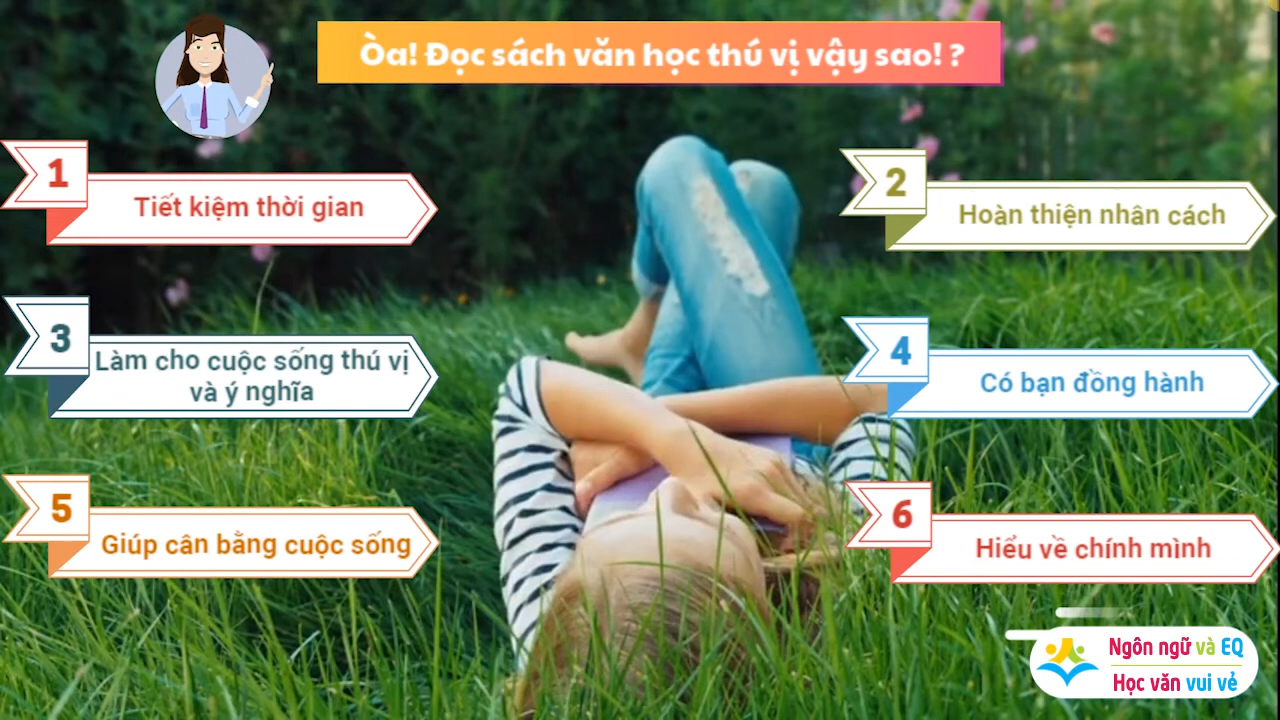 Òa! Đọc sách văn học thú vị vậy sao! ?
1
Tiết kiệm thời gian
2
Hoàn thiện nhân cách
3
Làm cho cuộc sống thú vị
và ý nghĩa
4
Có bạn đồng hành
5
Giúp cân bằng cuộc sống
6
Hiểu về chính mình
Ngôn ngữ và EQ
Học văn vui vẻ